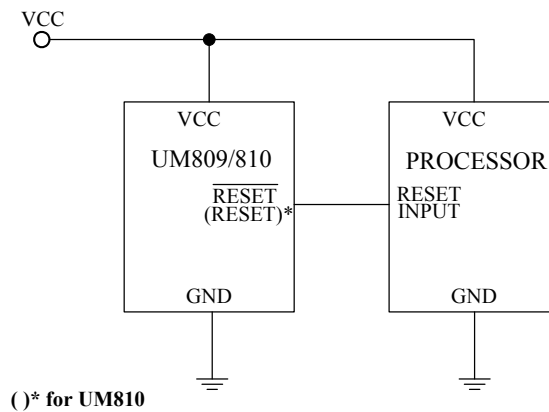 VCC
VCC
VCC
UM809/810
PROCESSOR
RESET
(RESET)*
RESET
INPUT
GND
GND
( )* for UM810